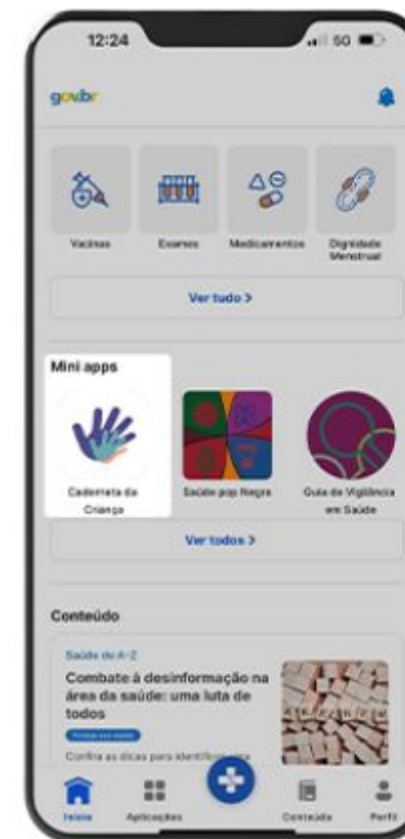 12:24
5G
gov.br
Vacinas
Exames
Medicamentos
Dignidade
Menstrual
Ver tudo >
Mini apps
Caderneta da
Criança
Saúde pop Negra
Guia de Vigilância
em Saúde
Ver todos >
Conteúdo
Saúde de A-Z
Combate à desinformação na
área da saúde: uma luta de
todos
Confira as dicas para identificar
Início
Aplicações
Conteúdo
Perfil